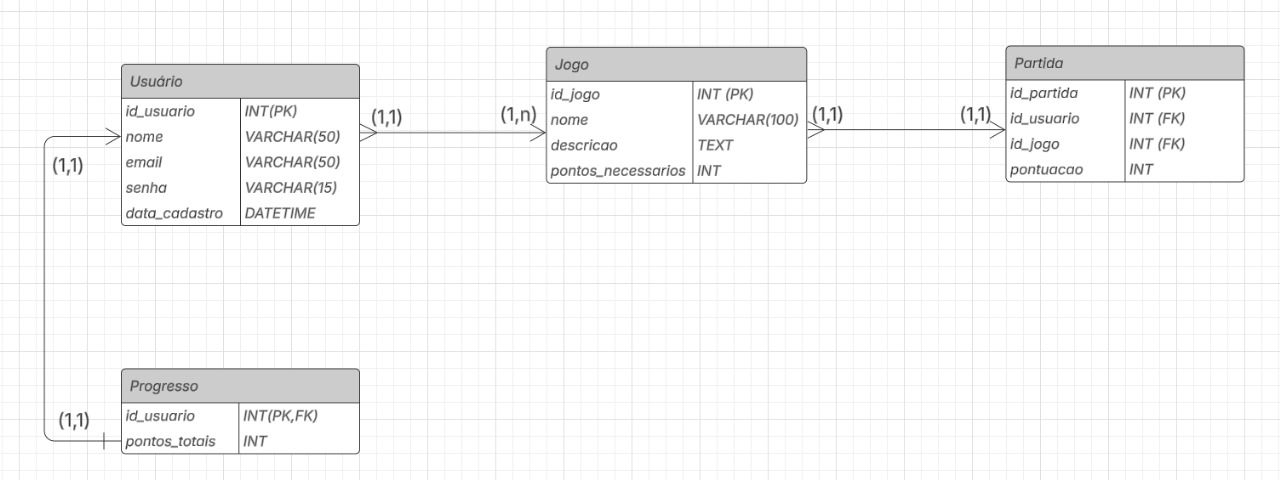 Usuário
id_usuario INT(PK)
nome VARCHAR(50)
email VARCHAR(50)
senha VARCHAR(15)
data_cadastro DATETIME
(1,1)
(1,n)
Jogo
id_jogo INT (PK)
nome VARCHAR(100)
descricao TEXT
pontos_necessarios INT
(1,1)
(1,1)
Partida
id_partida INT (PK)
id_usuario INT (FK)
id_jogo INT (FK)
pontuacao INT
(1,1)
(1,1)
Progresso
id_usuario INT(PK,FK)
pontos_totais INT